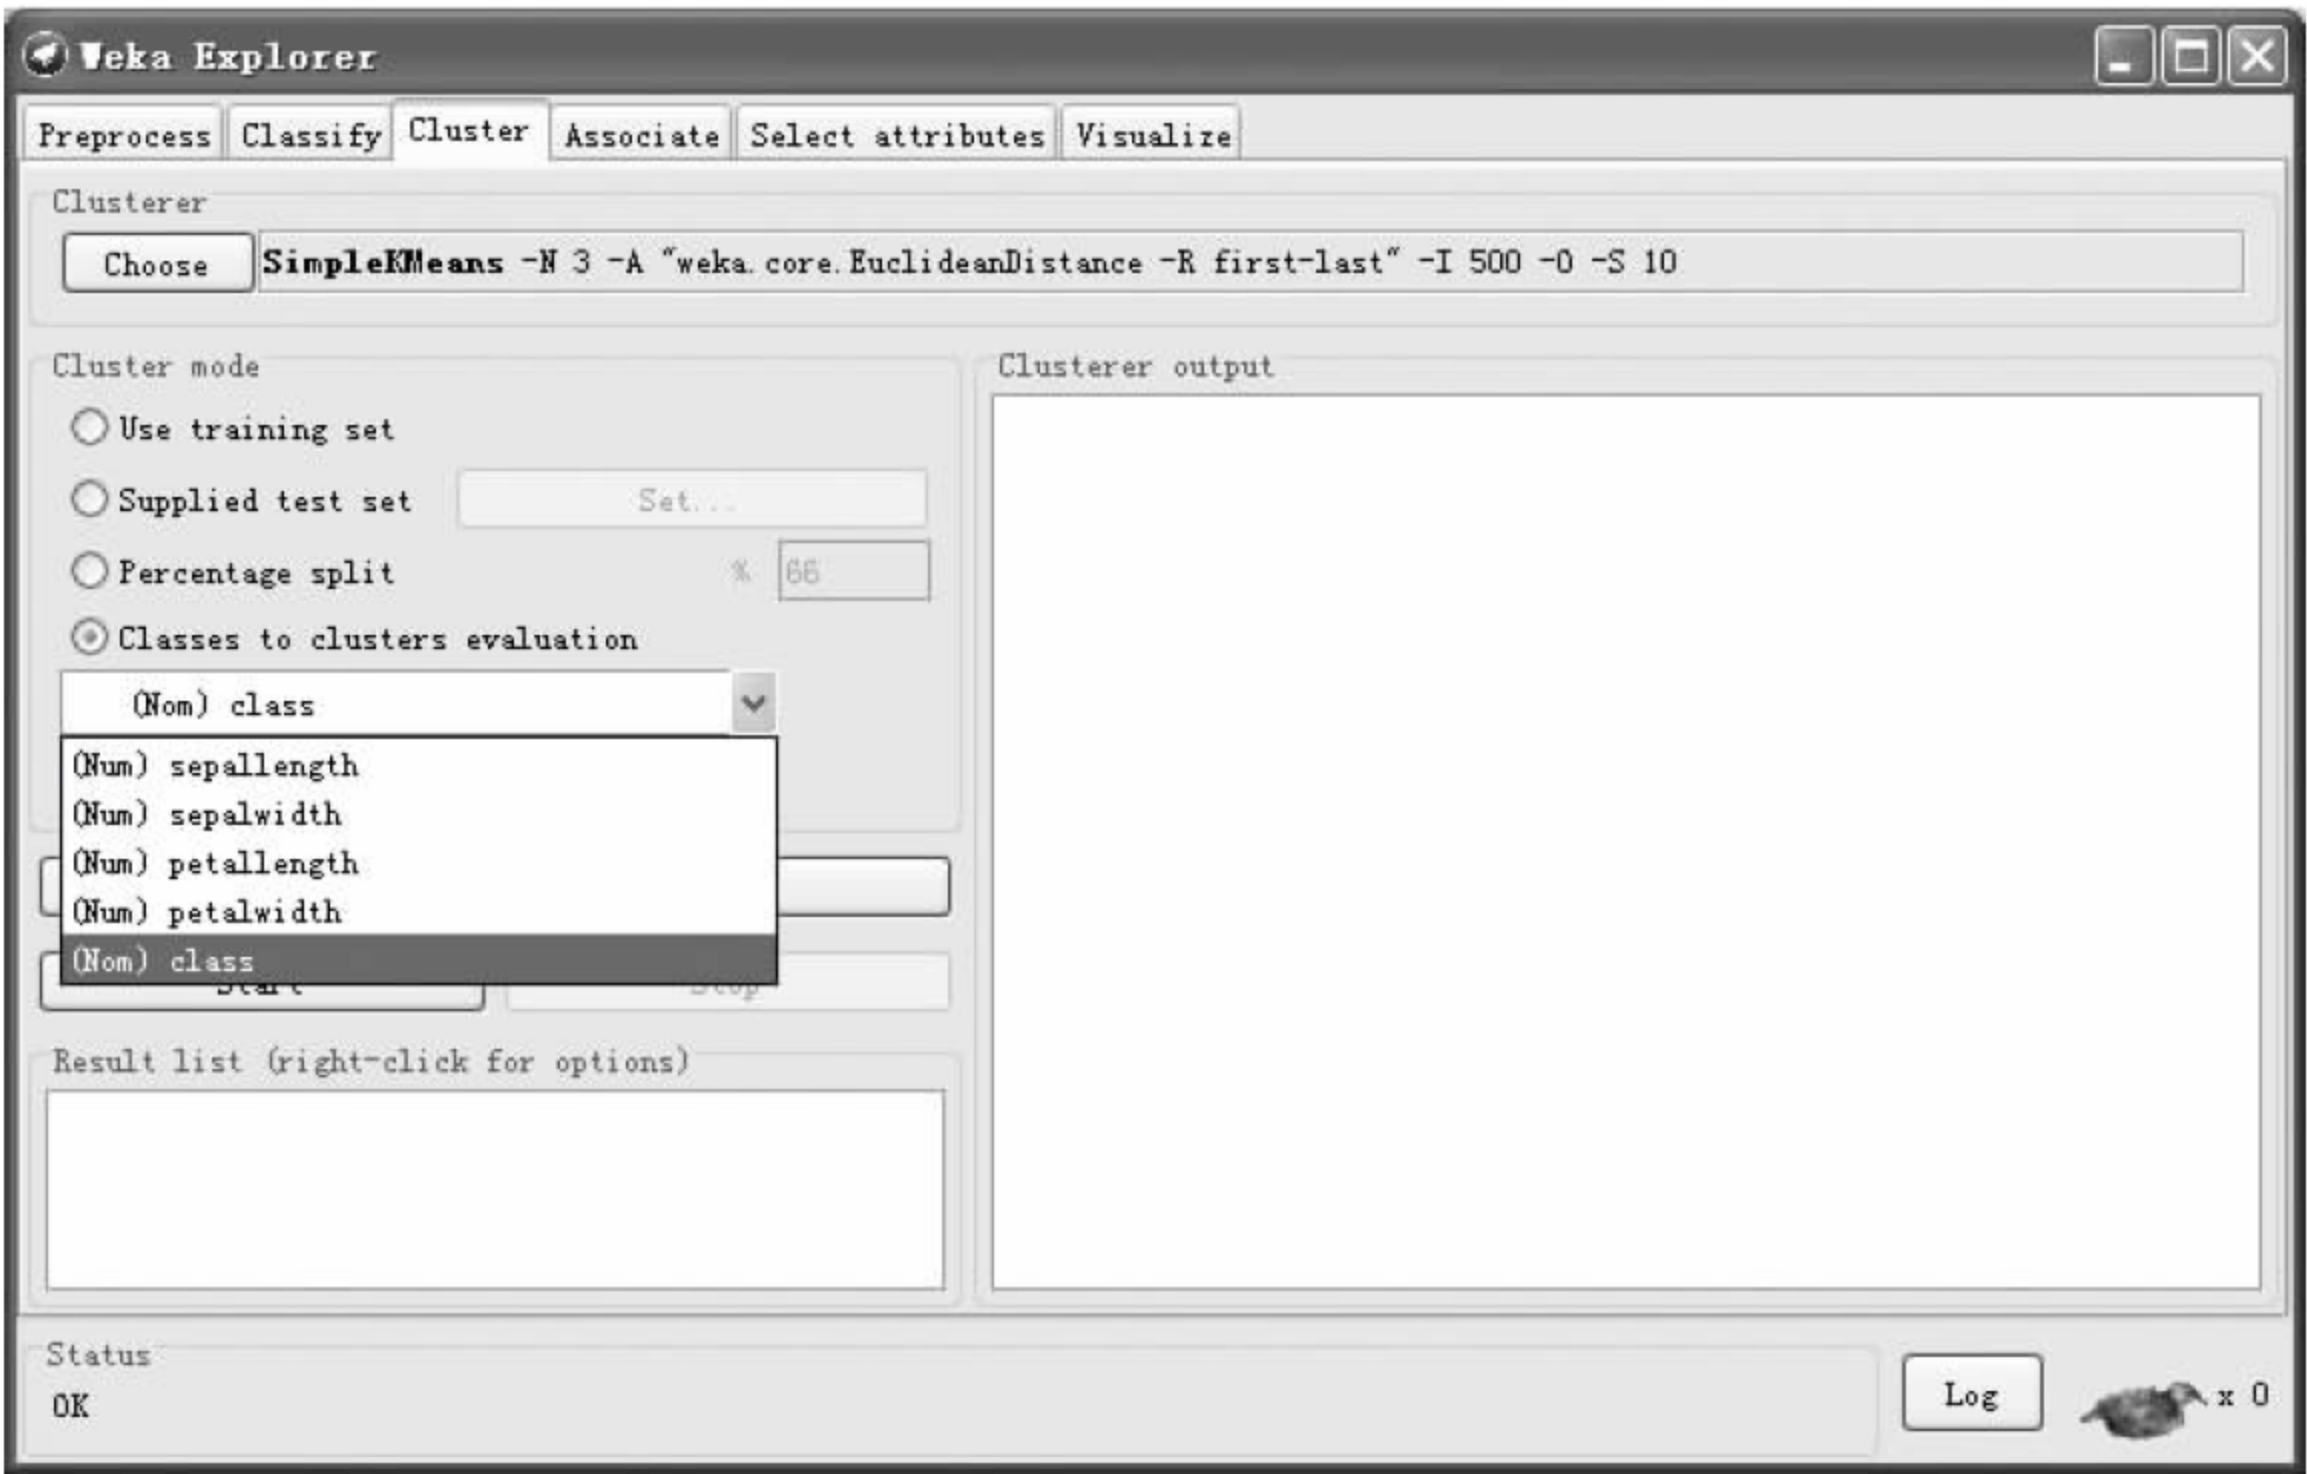 Weka Explorer
Preprocess Classify Cluster Associate Select attributes Visualize
Clusterer
Choose SimpleKMeans -N 3 -A "weka.core.EuclideanDistance -R first-last" -I 500 -O -S 10
Cluster mode
Use training set
Supplied test set Set...
Percentage split % 66
Classes to clusters evaluation
(Nom) class
(Num) sepallength
(Num) sepalwidth
(Num) petallength
(Num) petalwidth
(Nom) class
Start Stop
Result list (right-click for options)
Clusterer output
Status
OK
Log x 0